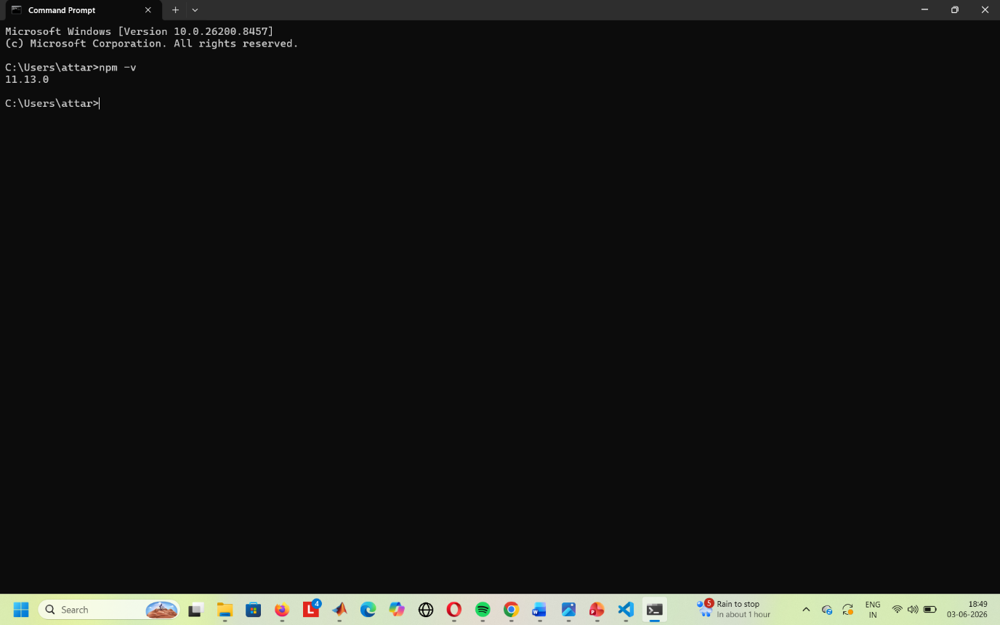 Command Prompt
Microsoft Windows [Version 10.0.26200.8457]
(c) Microsoft Corporation. All rights reserved.
C:\Users\attar>npm -v
11.13.0
C:\Users\attar>
Search
4
L
W
P
5
Rain to stop
In about 1 hour
ENG
IN
18:49
03-06-2026